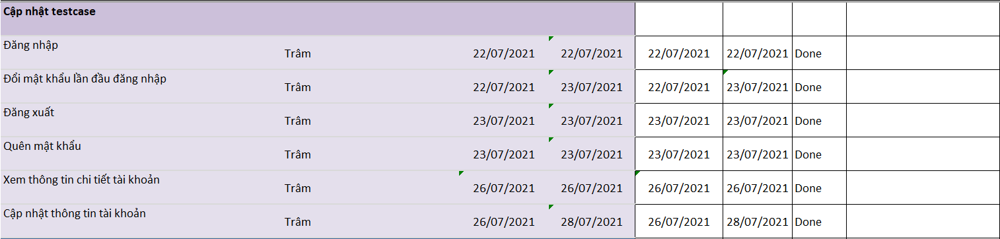 Cập nhật testcase
Đăng nhập Trâm 22/07/2021 22/07/2021 22/07/2021 22/07/2021 Done
Đổi mật khẩu lần đầu đăng nhập Trâm 22/07/2021 23/07/2021 22/07/2021 23/07/2021 Done
Đăng xuất Trâm 23/07/2021 23/07/2021 23/07/2021 23/07/2021 Done
Quên mật khẩu Trâm 23/07/2021 23/07/2021 23/07/2021 23/07/2021 Done
Xem thông tin chi tiết tài khoản Trâm 26/07/2021 26/07/2021 26/07/2021 26/07/2021 Done
Cập nhật thông tin tài khoản Trâm 26/07/2021 28/07/2021 26/07/2021 28/07/2021 Done